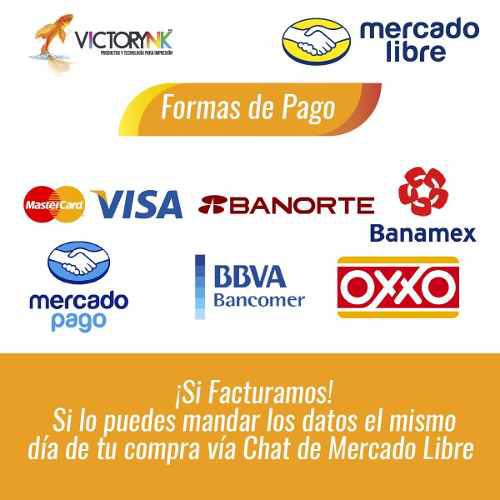 VICTORYNK
PRODUCTOS Y TECNOLOGÍA PARA IMPRESIÓN
mercado
libre
Formas de Pago
MasterCard
VISA
BANORTE
Banamex
mercado
pago
BBVA
Bancomer
OXXO
¡Si Facturamos!
Si lo puedes mandar los datos el mismo
día de tu compra vía Chat de Mercado Libre